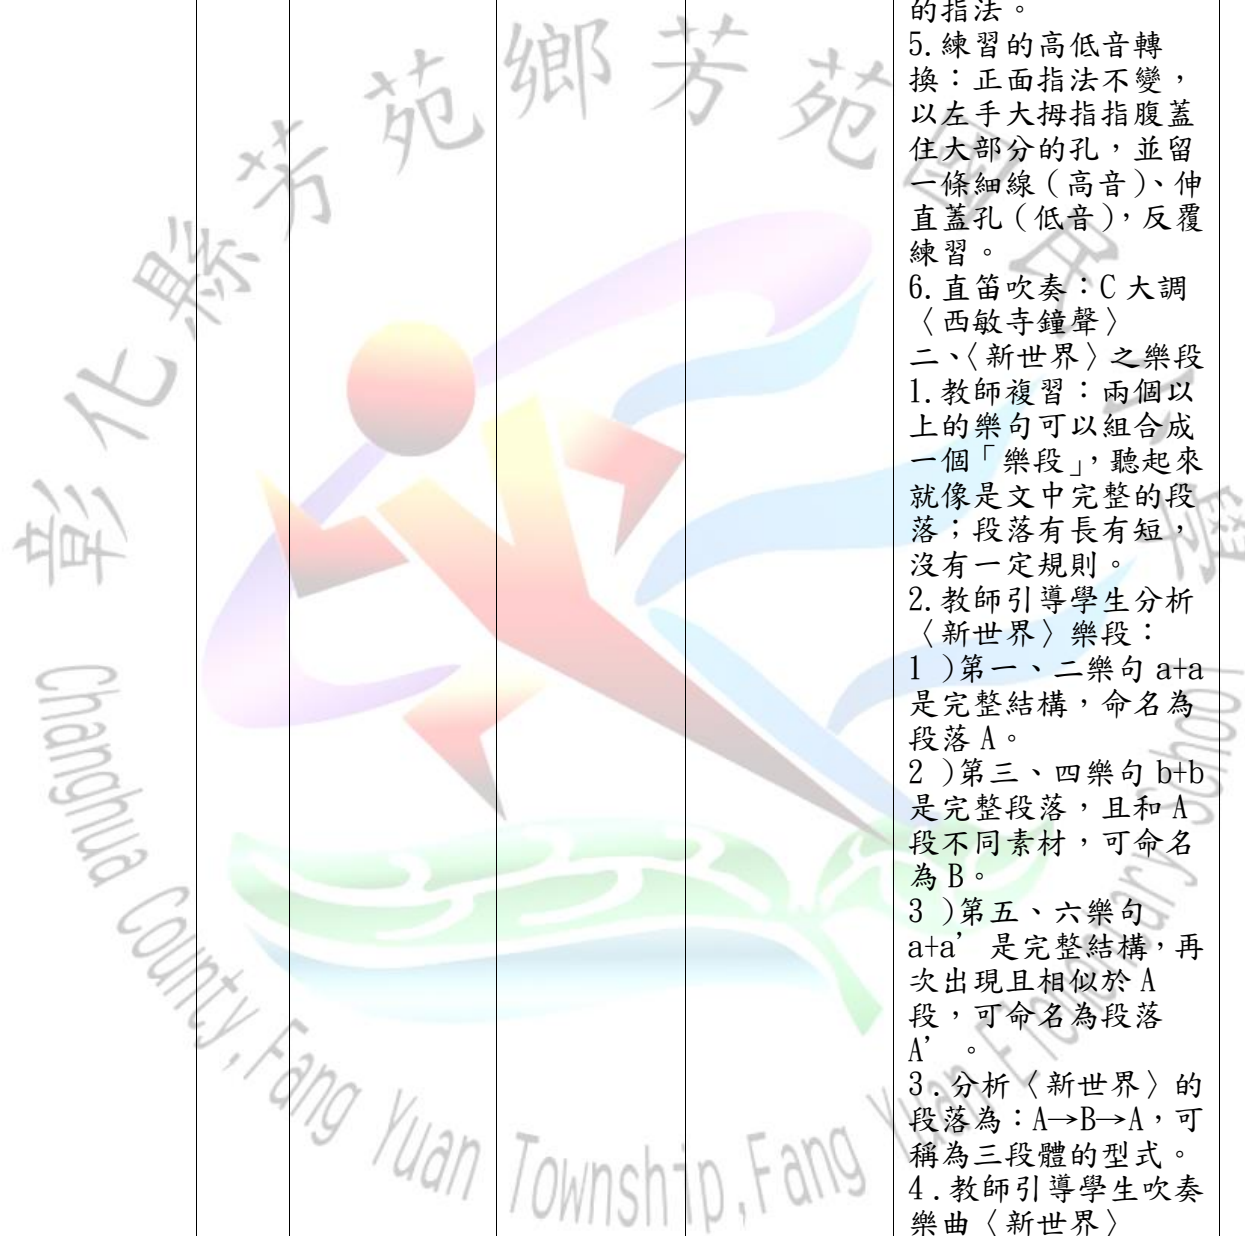 的指法。
5.練習的高低音轉
換：正面指法不變，
以左手大拇指指腹蓋
住大部分的孔，並留
一條細線（高音）、伸
直蓋孔（低音），反覆
練習。
6.直笛吹奏：C 大調
〈西敏寺鐘聲〉
二、〈新世界〉之樂段
1.教師複習：兩個以
上的樂句可以組合成
一個「樂段」，聽起來
就像是文中完整的段
落；段落有長有短，
沒有一定規則。
2.教師引導學生分析
〈新世界〉樂段：
1 )第一、二樂句 a+a
是完整結構，命名為
段落 A。
2 )第三、四樂句 b+b
是完整段落，且和 A
段不同素材，可命名
為 B。
3 )第五、六樂句
a+a’ 是完整結構，再
次出現且相似於 A
段，可命名為段落
A’ 。
3.分析〈新世界〉的
段落為：A→B→A，可
稱為三段體的型式。
4.教師引導學生吹奏
樂曲〈新世界〉
彰化縣芳苑鄉芳苑國民小學
Changhua County, Fang Yuan Township, Fang Yuan Elementary School